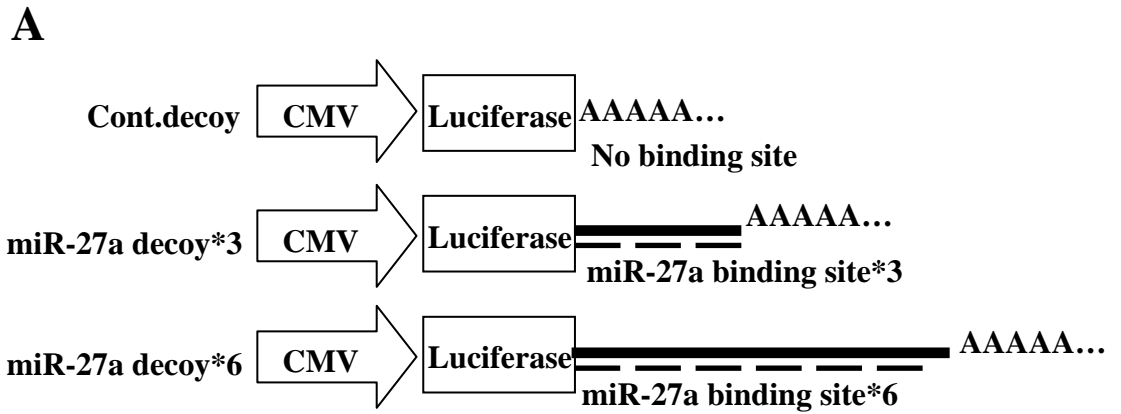 A
Cont.decoy CMV Luciferase AAAAA...
No binding site
miR-27a decoy*3 CMV Luciferase AAAAA...
miR-27a binding site*3
miR-27a decoy*6 CMV Luciferase AAAAA...
miR-27a binding site*6